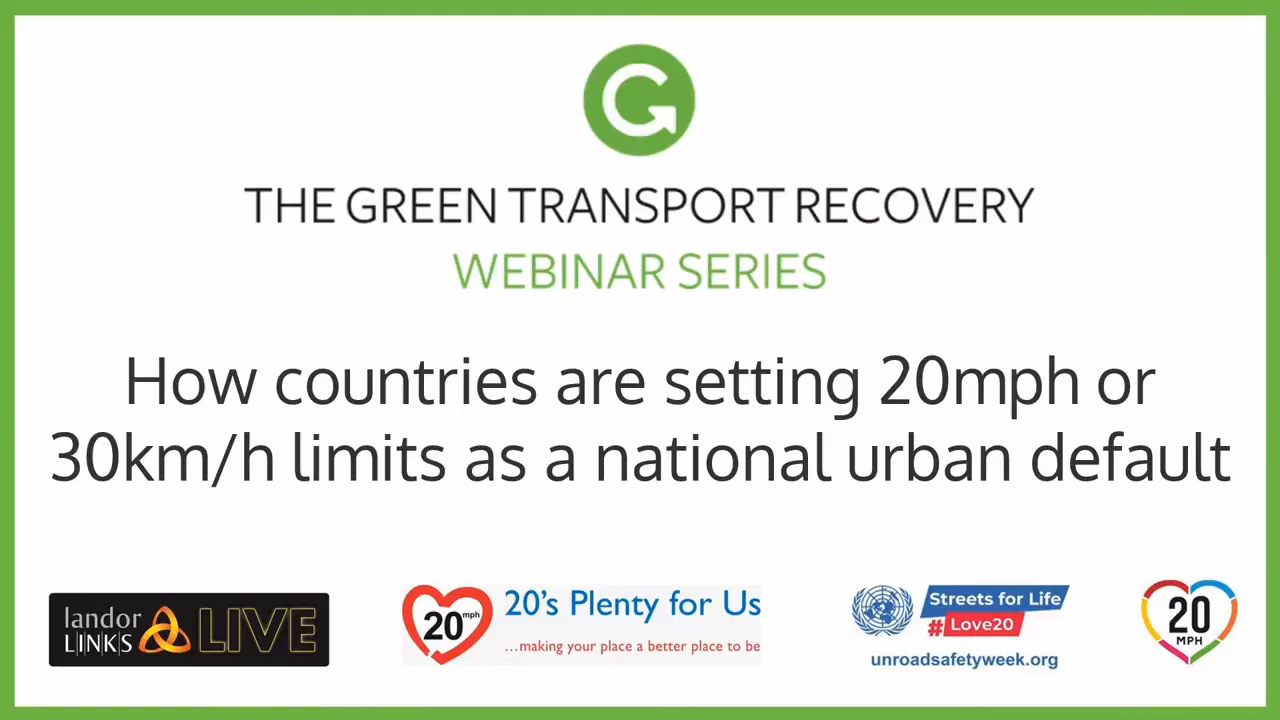 G
THE GREEN TRANSPORT RECOVERY
WEBINAR SERIES
How countries are setting 20mph or
30km/h limits as a national urban default
landor
LINKS
LIVE
20mph
20's Plenty for Us
...making your place a better place to be
Streets for Life
#Love20
unroadsafetyweek.org
20
MPH